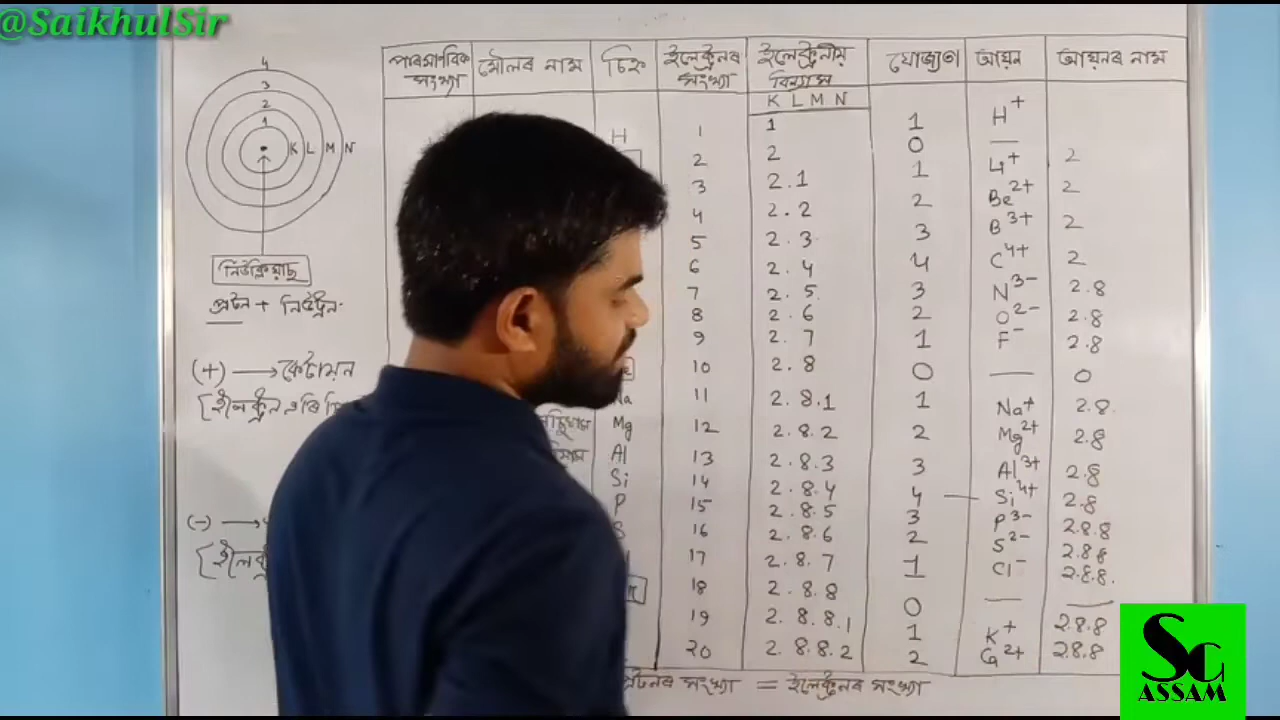 @SaikhulSir
পাৰমাণৱিক সংখ্যা
মৌলৰ নাম
চিহ্ন
ইলেক্ট্ৰনৰ সংখ্যা
ইলেক্ট্ৰনীয় বিন্যাস
যোজ্যতা
আয়ন
আয়নৰ নাম
K L M N
H 1 1 1 H+
2 2 0 —
3 2.1 1 Li+ 2
4 2.2 2 Be2+ 2
5 2.3 3 B3+ 2
6 2.4 4 C4+ 2
7 2.5 3 N3- 2.8
8 2.6 2 O2- 2.8
9 2.7 1 F- 2.8
10 2.8 0 — 0
11 2.8.1 1 Na+ 2.8
Mg 12 2.8.2 2 Mg2+ 2.8
Al 13 2.8.3 3 Al3+ 2.8
Si 14 2.8.4 4 — Si4+ 2.8
P 15 2.8.5 3 P3- 2.8.8
S 16 2.8.6 2 S2- 2.8.8
17 2.8.7 1 Cl- 2.8.8
18 2.8.8 0 — —
19 2.8.8.1 1 K+ 2.8.8
20 2.8.8.2 2 Ca2+ 2.8.8
সংখ্যা = ইলেক্ট্ৰনৰ সংখ্যা
4
3
2
1
K L M N
নিউক্লিয়াছ
প্ৰটন + নিউট্ৰন
(+) → কেটায়ন
(-) →
SC
ASSAM